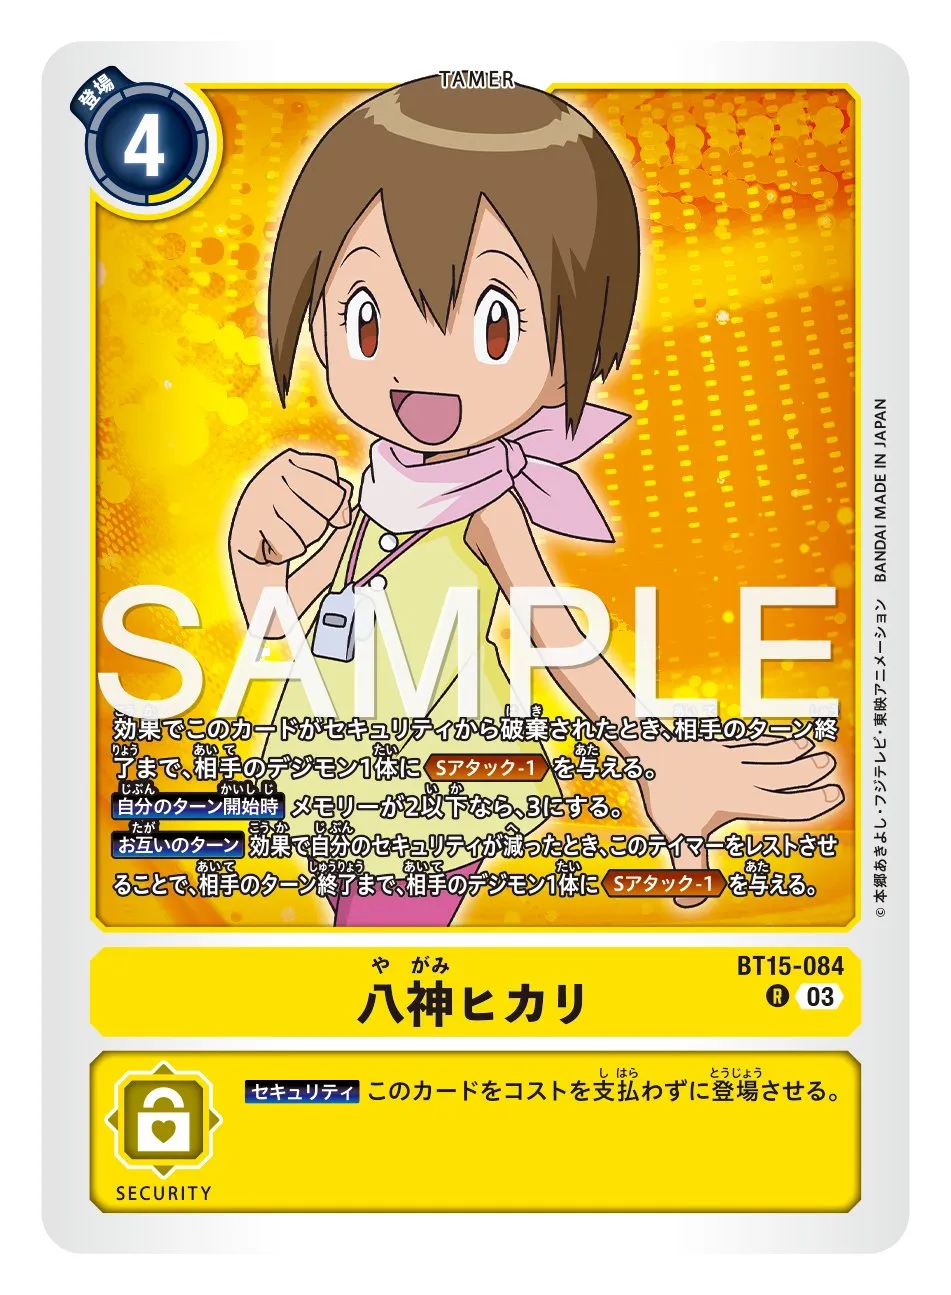 TAMER
登場
4
SAMPLE
効果でこのカードがセキュリティから破棄されたとき、相手のターン終
了まで、相手のデジモン1体に Sアタック-1 を与える。
自分のターン開始時 メモリーが2以下なら、3にする。
お互いのターン 効果で自分のセキュリティが減ったとき、このテイマーをレストさせ
ることで、相手のターン終了まで、相手のデジモン1体に Sアタック-1 を与える。
© 本郷あきよし・フジテレビ・東映アニメーション BANDAI MADE IN JAPAN
や がみ
八神ヒカリ
BT15-084
R 03
し はら とうじょう
セキュリティ このカードをコストを支払わずに登場させる。
SECURITY